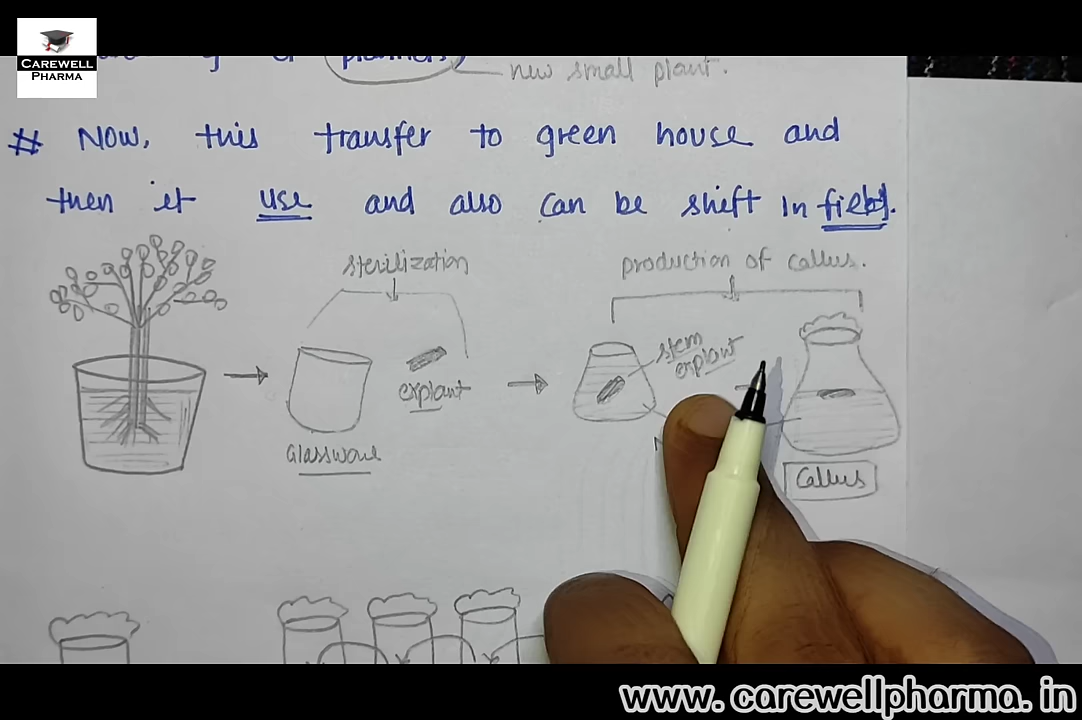 CAREWELL
PHARMA
new small plant.
# Now, this transfer to green house and
then it use and also can be shift in field.
sterilization
production of callus.
stem
explant
explant
Glassware
Callus
www.carewellpharma.in